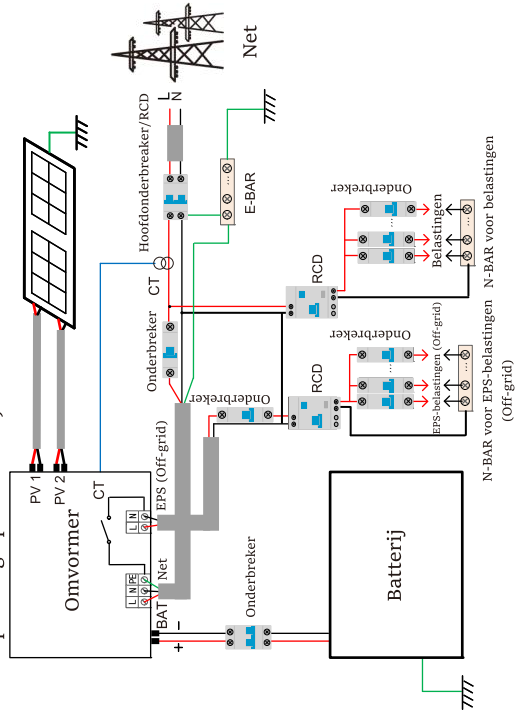 Omvormer
PV 1
PV 2
CT
L N PE
L N
BAT
+
−
Net
EPS (Off-grid)
CT
Onderbreker
Hoofdonderbreaker/RCD
L
N
Net
E-BAR
Onderbreker
Onderbreker
RCD
RCD
Onderbreker
Onderbreker
Belastingen
EPS-belastingen (Off-grid)
Batterij
N-BAR voor EPS-belastingen
(Off-grid)
N-BAR voor belastingen